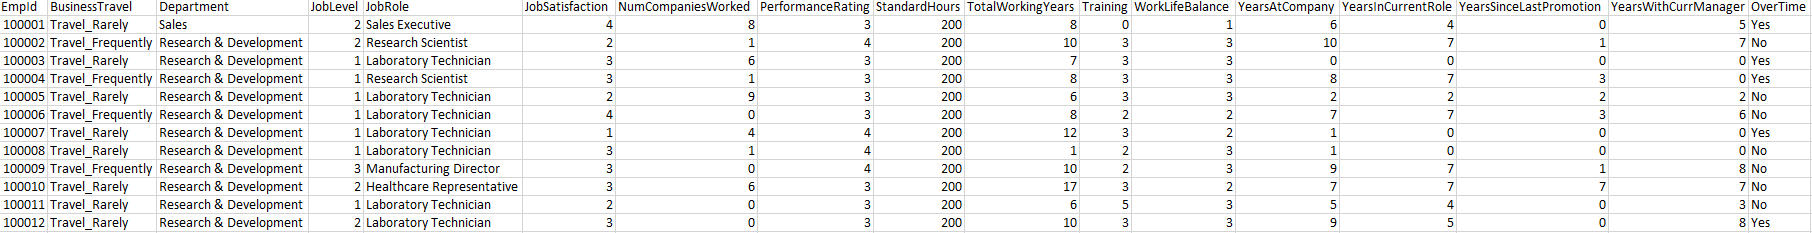 EmpId BusinessTravel Department JobLevel JobRole JobSatisfaction NumCompaniesWorked PerformanceRating StandardHours TotalWorkingYears Training WorkLifeBalance YearsAtCompany YearsInCurrentRole YearsSinceLastPromotion YearsWithCurrManager OverTime
100001 Travel_Rarely Sales 2 Sales Executive 4 8 3 200 8 0 1 6 4 0 5 Yes
100002 Travel_Frequently Research & Development 2 Research Scientist 2 1 4 200 10 3 3 10 7 1 7 No
100003 Travel_Rarely Research & Development 1 Laboratory Technician 3 6 3 200 7 3 3 0 0 0 0 Yes
100004 Travel_Frequently Research & Development 1 Research Scientist 3 1 3 200 8 3 3 8 7 3 0 Yes
100005 Travel_Rarely Research & Development 1 Laboratory Technician 2 9 3 200 6 3 3 2 2 2 2 No
100006 Travel_Frequently Research & Development 1 Laboratory Technician 4 0 3 200 8 2 2 7 7 3 6 No
100007 Travel_Rarely Research & Development 1 Laboratory Technician 1 4 4 200 12 3 2 1 0 0 0 Yes
100008 Travel_Rarely Research & Development 1 Laboratory Technician 3 1 4 200 1 2 3 1 0 0 0 No
100009 Travel_Frequently Research & Development 3 Manufacturing Director 3 0 4 200 10 2 3 9 7 1 8 No
100010 Travel_Rarely Research & Development 2 Healthcare Representative 3 6 3 200 17 3 2 7 7 7 7 No
100011 Travel_Rarely Research & Development 1 Laboratory Technician 2 0 3 200 6 5 3 5 4 0 3 No
100012 Travel_Rarely Research & Development 2 Laboratory Technician 3 0 3 200 10 3 3 9 5 0 8 Yes